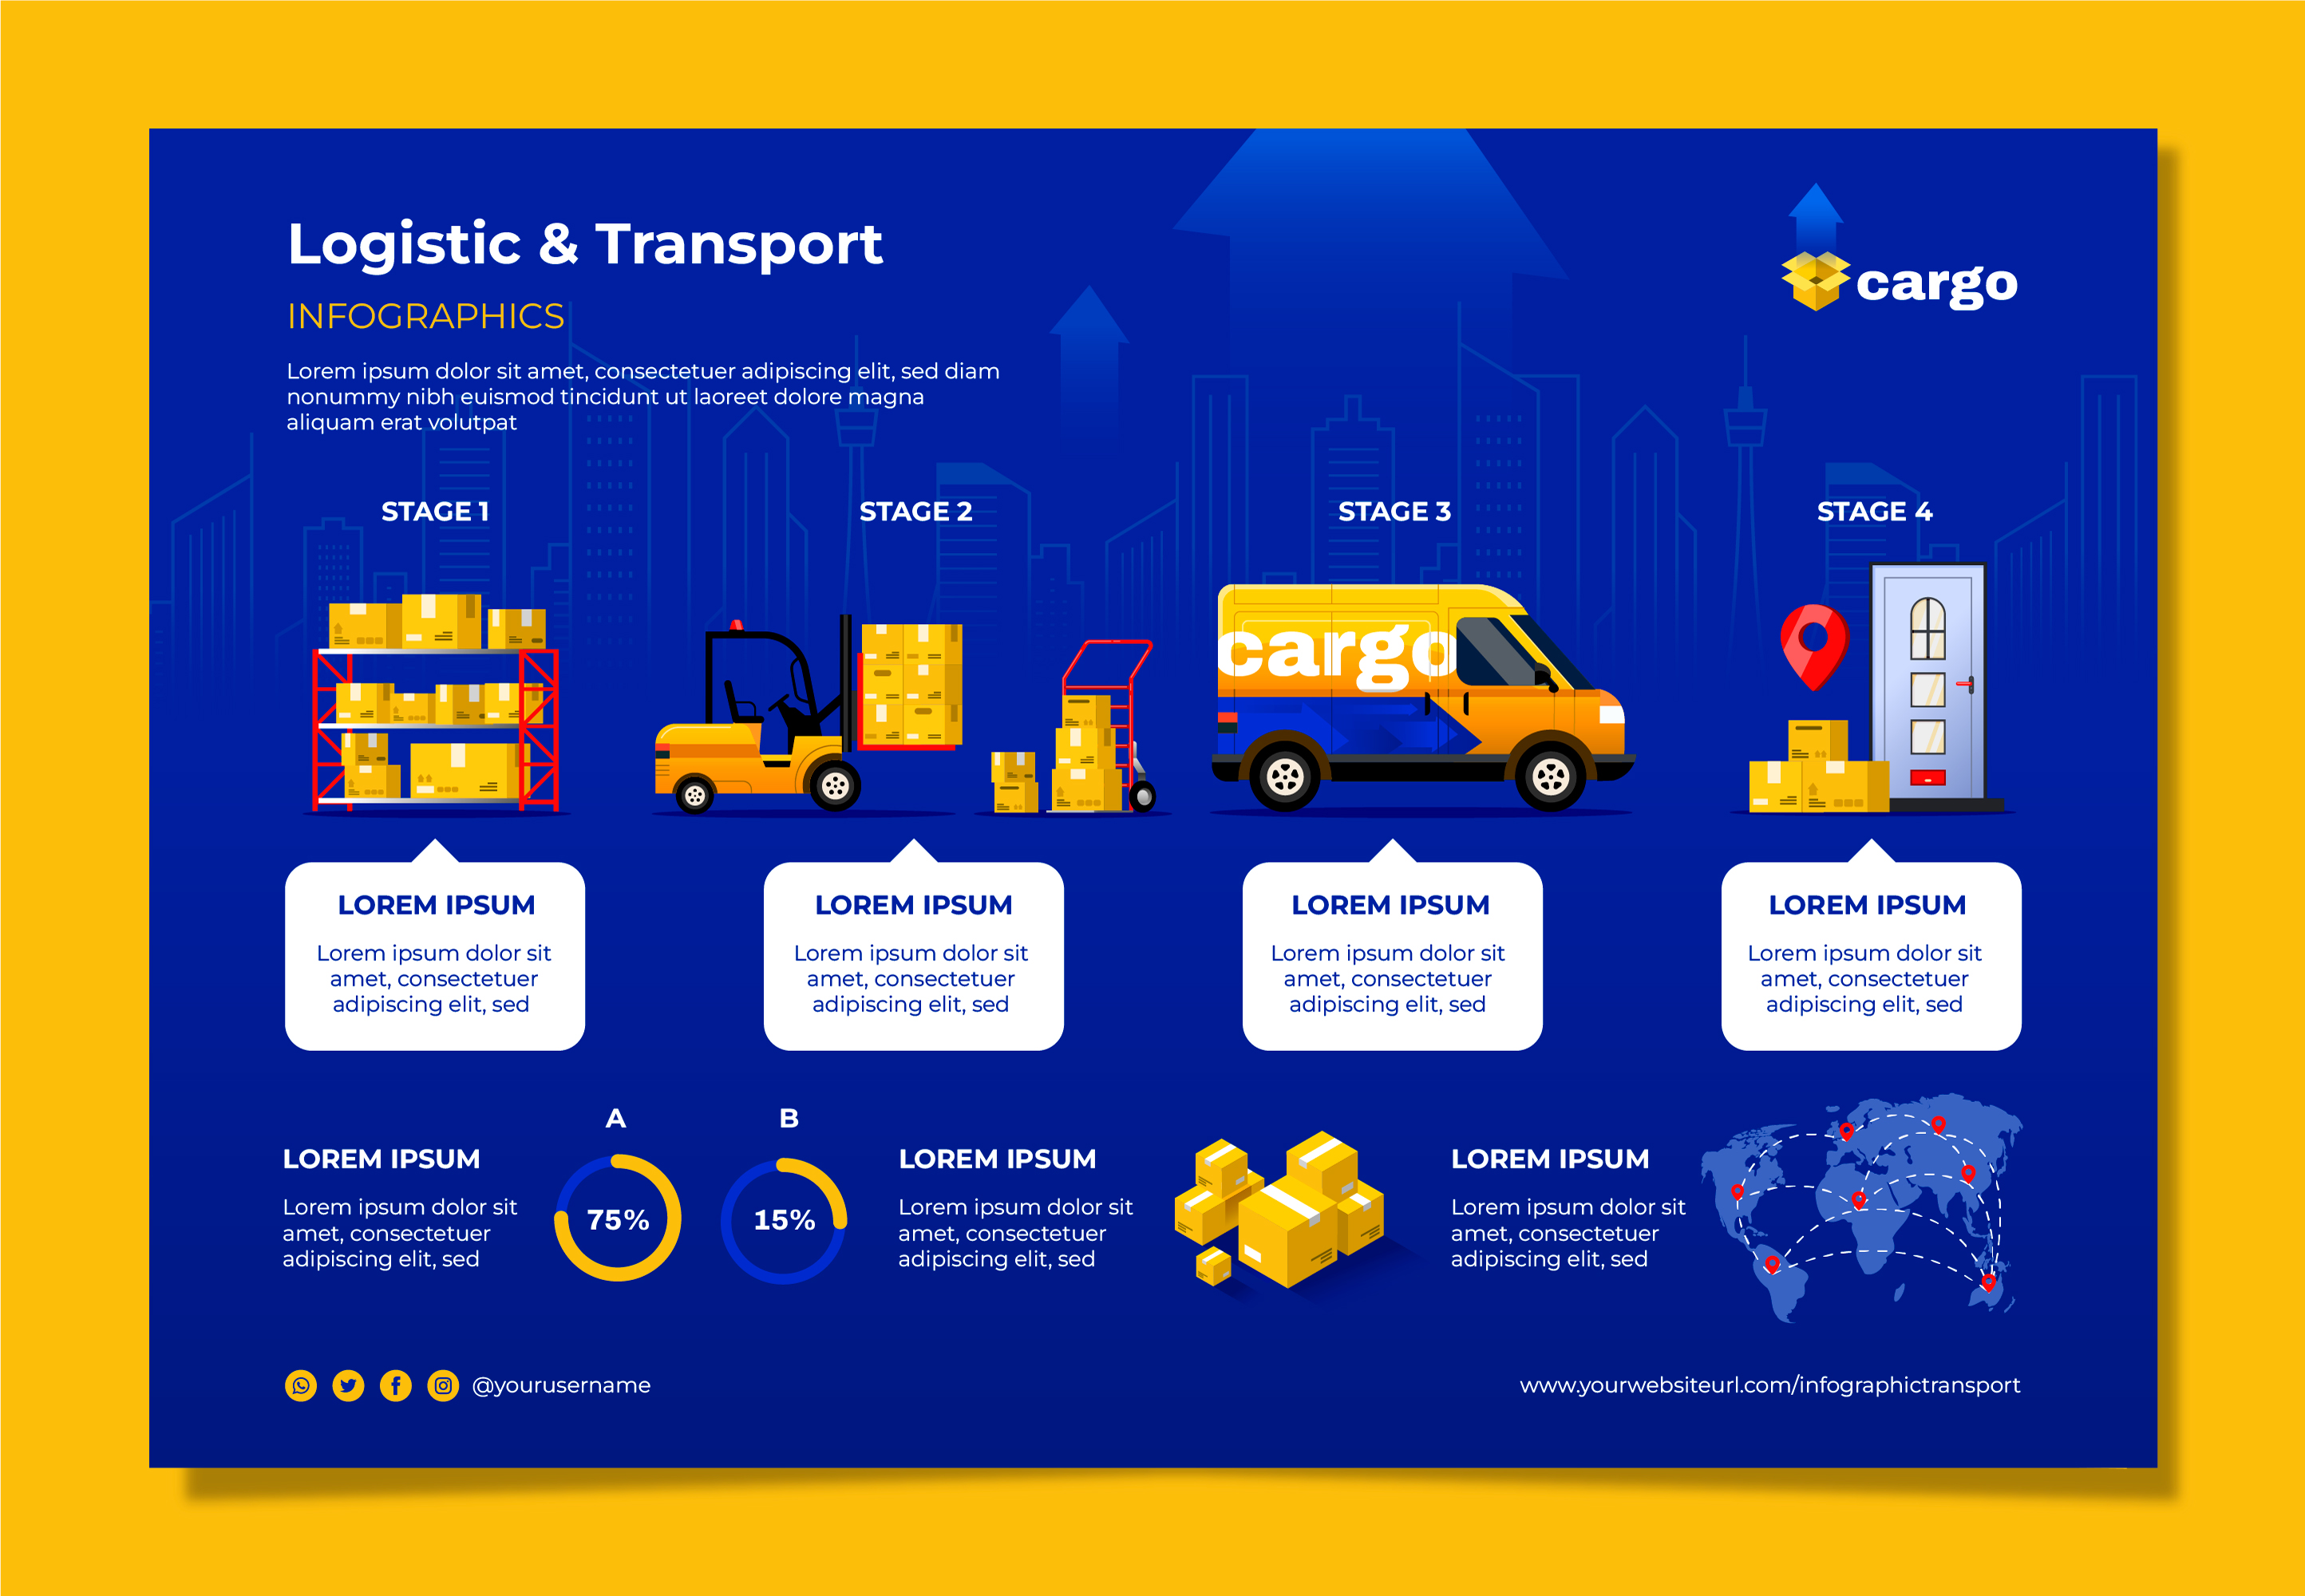 Logistic & Transport
cargo
INFOGRAPHICS
Lorem ipsum dolor sit amet, consectetuer adipiscing elit, sed diam
nonummy nibh euismod tincidunt ut laoreet dolore magna
aliquam erat volutpat
STAGE 1
STAGE 2
STAGE 3
STAGE 4
cargo
LOREM IPSUM
Lorem ipsum dolor sit
amet, consectetuer
adipiscing elit, sed
LOREM IPSUM
Lorem ipsum dolor sit
amet, consectetuer
adipiscing elit, sed
LOREM IPSUM
Lorem ipsum dolor sit
amet, consectetuer
adipiscing elit, sed
LOREM IPSUM
Lorem ipsum dolor sit
amet, consectetuer
adipiscing elit, sed
LOREM IPSUM
Lorem ipsum dolor sit
amet, consectetuer
adipiscing elit, sed
A
75%
B
15%
LOREM IPSUM
Lorem ipsum dolor sit
amet, consectetuer
adipiscing elit, sed
LOREM IPSUM
Lorem ipsum dolor sit
amet, consectetuer
adipiscing elit, sed
@yourusername
www.yourwebsiteurl.com/infographictransport